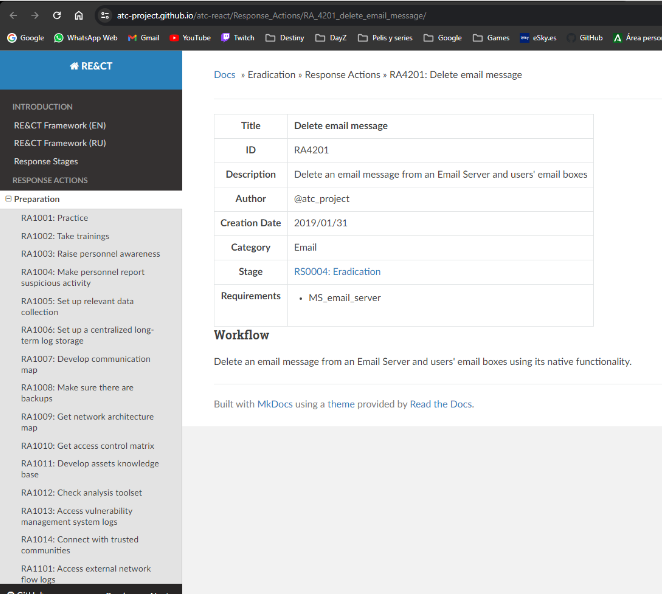 atc-project.github.io/atc-react/Response_Actions/RA_4201_delete_email_message/
Google WhatsApp Web Gmail YouTube Twitch Destiny DayZ Pelis y series Google Games eSky.es GitHub Área perso
RE&CT
INTRODUCTION
RE&CT Framework (EN)
RE&CT Framework (RU)
Response Stages
RESPONSE ACTIONS
Preparation
RA1001: Practice
RA1002: Take trainings
RA1003: Raise personnel awareness
RA1004: Make personnel report
suspicious activity
RA1005: Set up relevant data
collection
RA1006: Set up a centralized long-
term log storage
RA1007: Develop communication
map
RA1008: Make sure there are
backups
RA1009: Get network architecture
map
RA1010: Get access control matrix
RA1011: Develop assets knowledge
base
RA1012: Check analysis toolset
RA1013: Access vulnerability
management system logs
RA1014: Connect with trusted
communities
RA1101: Access external network
flow logs
Docs » Eradication » Response Actions » RA4201: Delete email message
Title Delete email message
ID RA4201
Description Delete an email message from an Email Server and users' email boxes
Author @atc_project
Creation Date 2019/01/31
Category Email
Stage RS0004: Eradication
Requirements • MS_email_server
Workflow
Delete an email message from an Email Server and users' email boxes using its native functionality.
Built with MkDocs using a theme provided by Read the Docs.